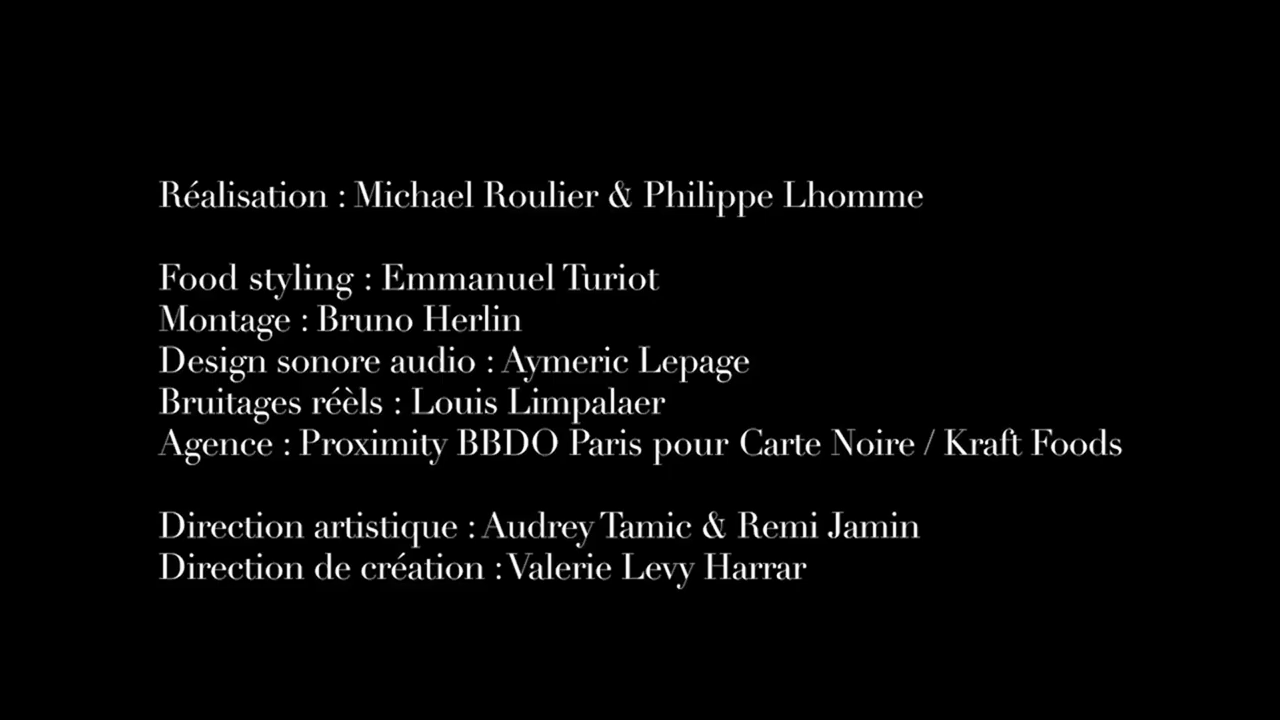 Réalisation : Michael Roulier & Philippe Lhomme
Food styling : Emmanuel Turiot
Montage : Bruno Herlin
Design sonore audio : Aymeric Lepage
Bruitages réèls : Louis Limpalaer
Agence : Proximity BBDO Paris pour Carte Noire / Kraft Foods
Direction artistique : Audrey Tamic & Remi Jamin
Direction de création : Valerie Levy Harrar